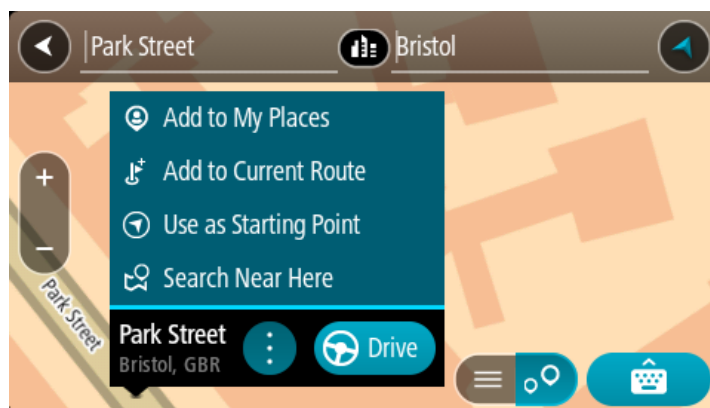 Park Street
Bristol
Add to My Places
Add to Current Route
Use as Starting Point
Search Near Here
+
−
Park Street
Park Street
Bristol, GBR
Drive